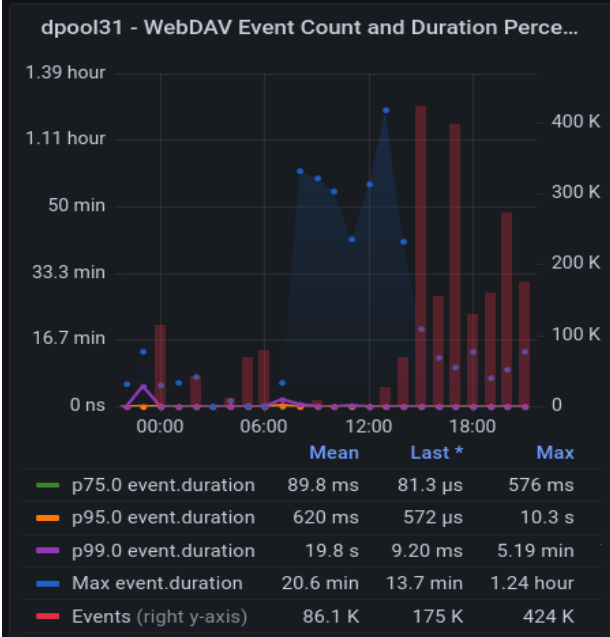 dpool31 - WebDAV Event Count and Duration Perce...
1.39 hour
1.11 hour
400 K
50 min
300 K
33.3 min
200 K
16.7 min
100 K
0 ns
0
00:00 06:00 12:00 18:00
Mean Last * Max
p75.0 event.duration 89.8 ms 81.3 µs 576 ms
p95.0 event.duration 620 ms 572 µs 10.3 s
p99.0 event.duration 19.8 s 9.20 ms 5.19 min
Max event.duration 20.6 min 13.7 min 1.24 hour
Events (right y-axis) 86.1 K 175 K 424 K